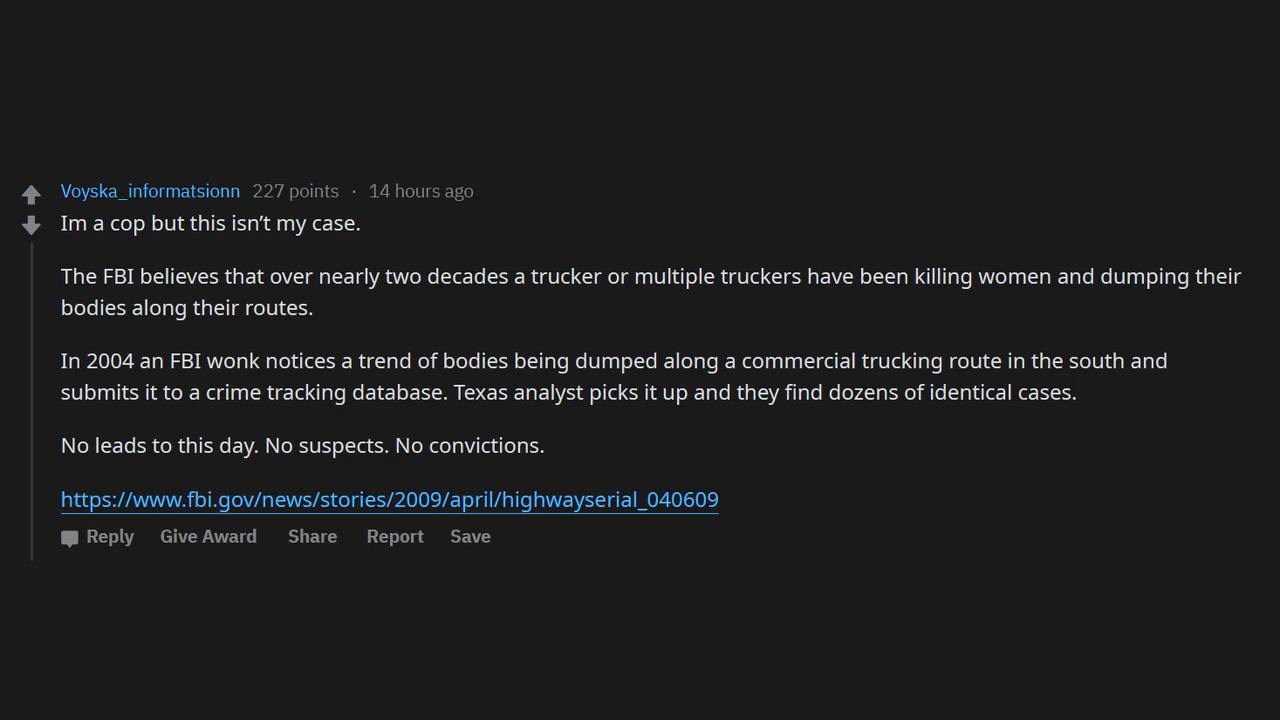 Voyska_informatsionn 227 points · 14 hours ago
Im a cop but this isn’t my case.
The FBI believes that over nearly two decades a trucker or multiple truckers have been killing women and dumping their
bodies along their routes.
In 2004 an FBI wonk notices a trend of bodies being dumped along a commercial trucking route in the south and
submits it to a crime tracking database. Texas analyst picks it up and they find dozens of identical cases.
No leads to this day. No suspects. No convictions.
https://www.fbi.gov/news/stories/2009/april/highwayserial_040609
Reply Give Award Share Report Save